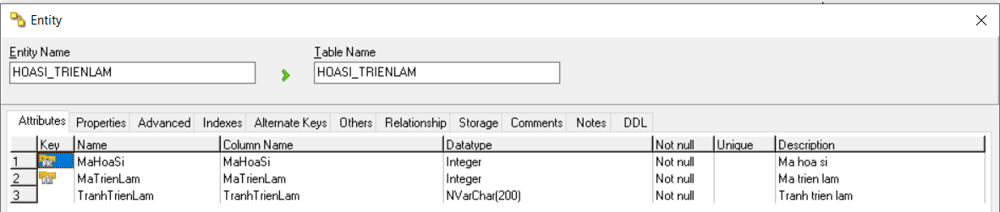 Entity
Entity Name Table Name
HOASI_TRIENLAM HOASI_TRIENLAM
Attributes Properties Advanced Indexes Alternate Keys Others Relationship Storage Comments Notes DDL
Key Name Column Name Datatype Not null Unique Description
1 FK MaHoaSi MaHoaSi Integer Not null Ma hoa si
2 FK MaTrienLam MaTrienLam Integer Not null Ma trien lam
3 TranhTrienLam TranhTrienLam NVarChar(200) Not null Tranh trien lam